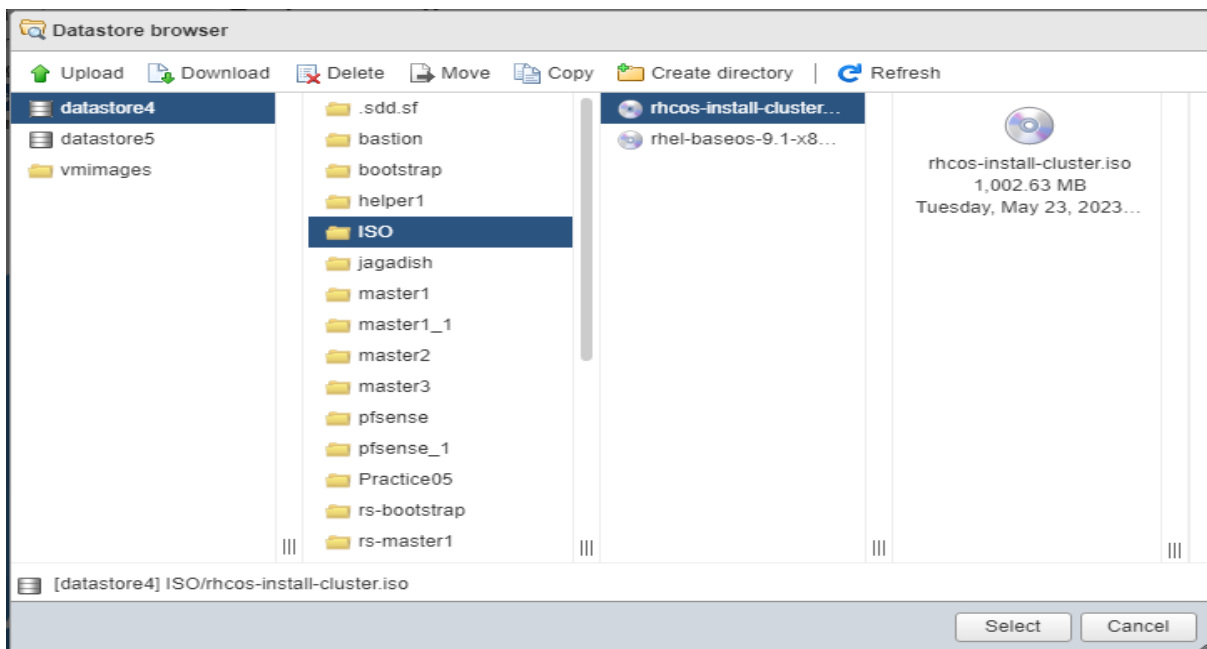 Datastore browser
Upload Download Delete Move Copy Create directory Refresh
datastore4
datastore5
vmimages
.sdd.sf
bastion
bootstrap
helper1
ISO
jagadish
master1
master1_1
master2
master3
pfsense
pfsense_1
Practice05
rs-bootstrap
rs-master1
rhcos-install-cluster...
rhel-baseos-9.1-x8...
rhcos-install-cluster.iso
1,002.63 MB
Tuesday, May 23, 2023...
[datastore4] ISO/rhcos-install-cluster.iso
Select Cancel